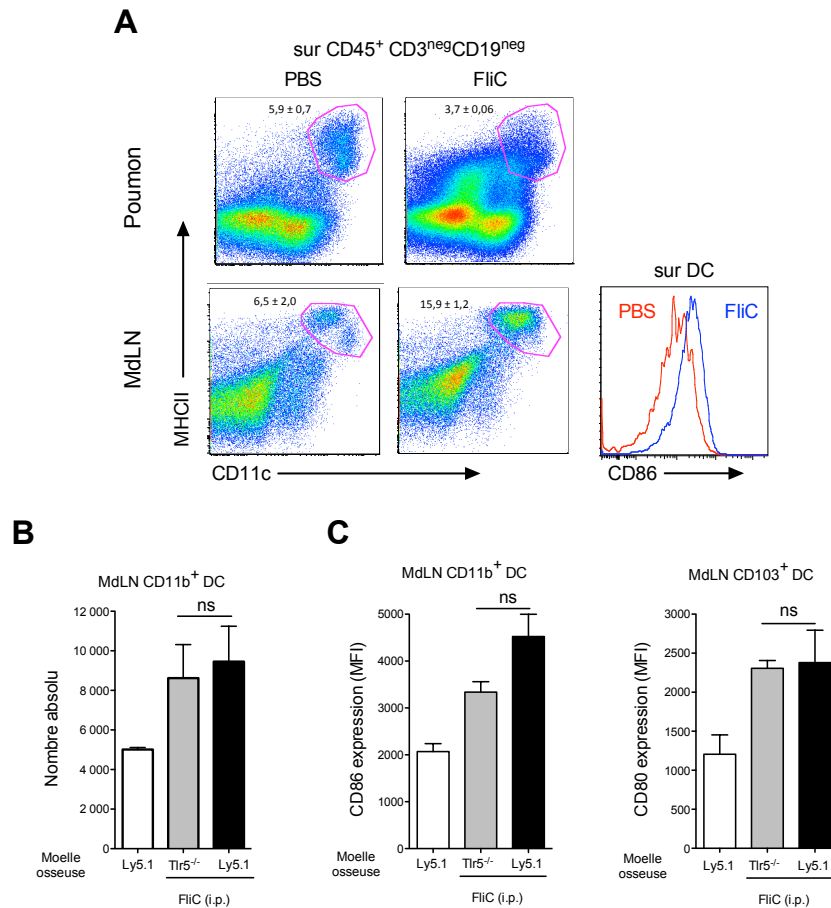 A
sur CD45⁺ CD3ⁿᵉᵍCD19ⁿᵉᵍ
PBS FliC
5,9 ± 0,7
3,7 ± 0,06
Poumon
6,5 ± 2,0
15,9 ± 1,2
MdLN
MHCII
CD11c
sur DC
PBS FliC
CD86
B
MdLN CD11b⁺ DC
ns
12 000
10 000
8 000
6 000
4 000
2 000
0
Nombre absolu
Moelle osseuse
Ly5.1 Tlr5⁻/⁻ Ly5.1
FliC (i.p.)
C
MdLN CD11b⁺ DC
ns
5000
4000
3000
2000
1000
0
CD86 expression (MFI)
Moelle osseuse
Ly5.1 Tlr5⁻/⁻ Ly5.1
FliC (i.p.)
MdLN CD103⁺ DC
ns
3000
2500
2000
1500
1000
500
0
CD80 expression (MFI)
Moelle osseuse
Ly5.1 Tlr5⁻/⁻ Ly5.1
FliC (i.p.)